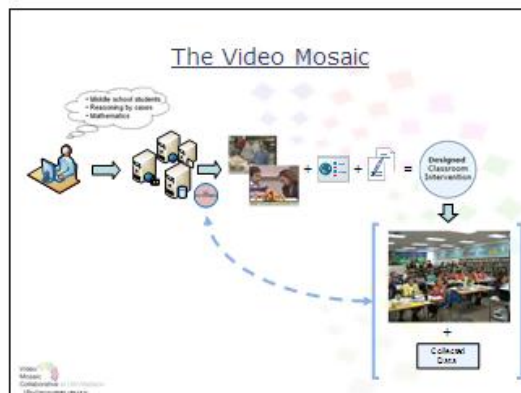 The Video Mosaic
• Middle school students
• Reasoning by cases
• Mathematics
+
+
=
Designed
Classroom
Intervention
+
Collected
Data
Video
Mosaic
Collaborative